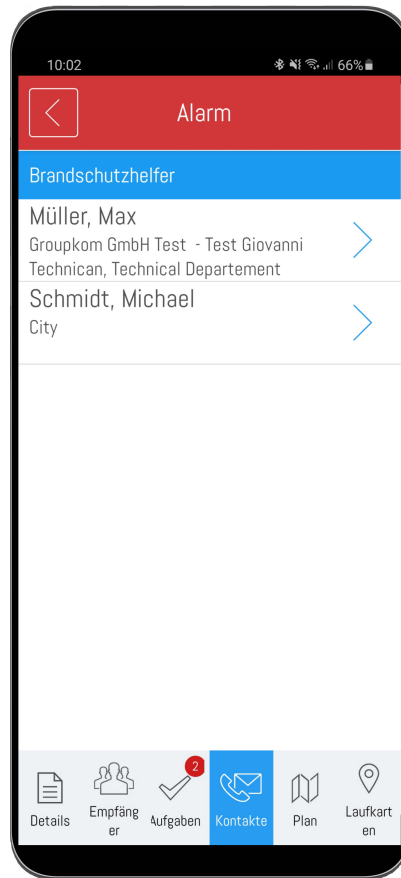 10:02 66%
Alarm
Brandschutzhelfer
Müller, Max
Groupkom GmbH Test - Test Giovanni
Technican, Technical Departement
Schmidt, Michael
City
2
Details Empfäng
er Aufgaben Kontakte Plan Laufkart
en